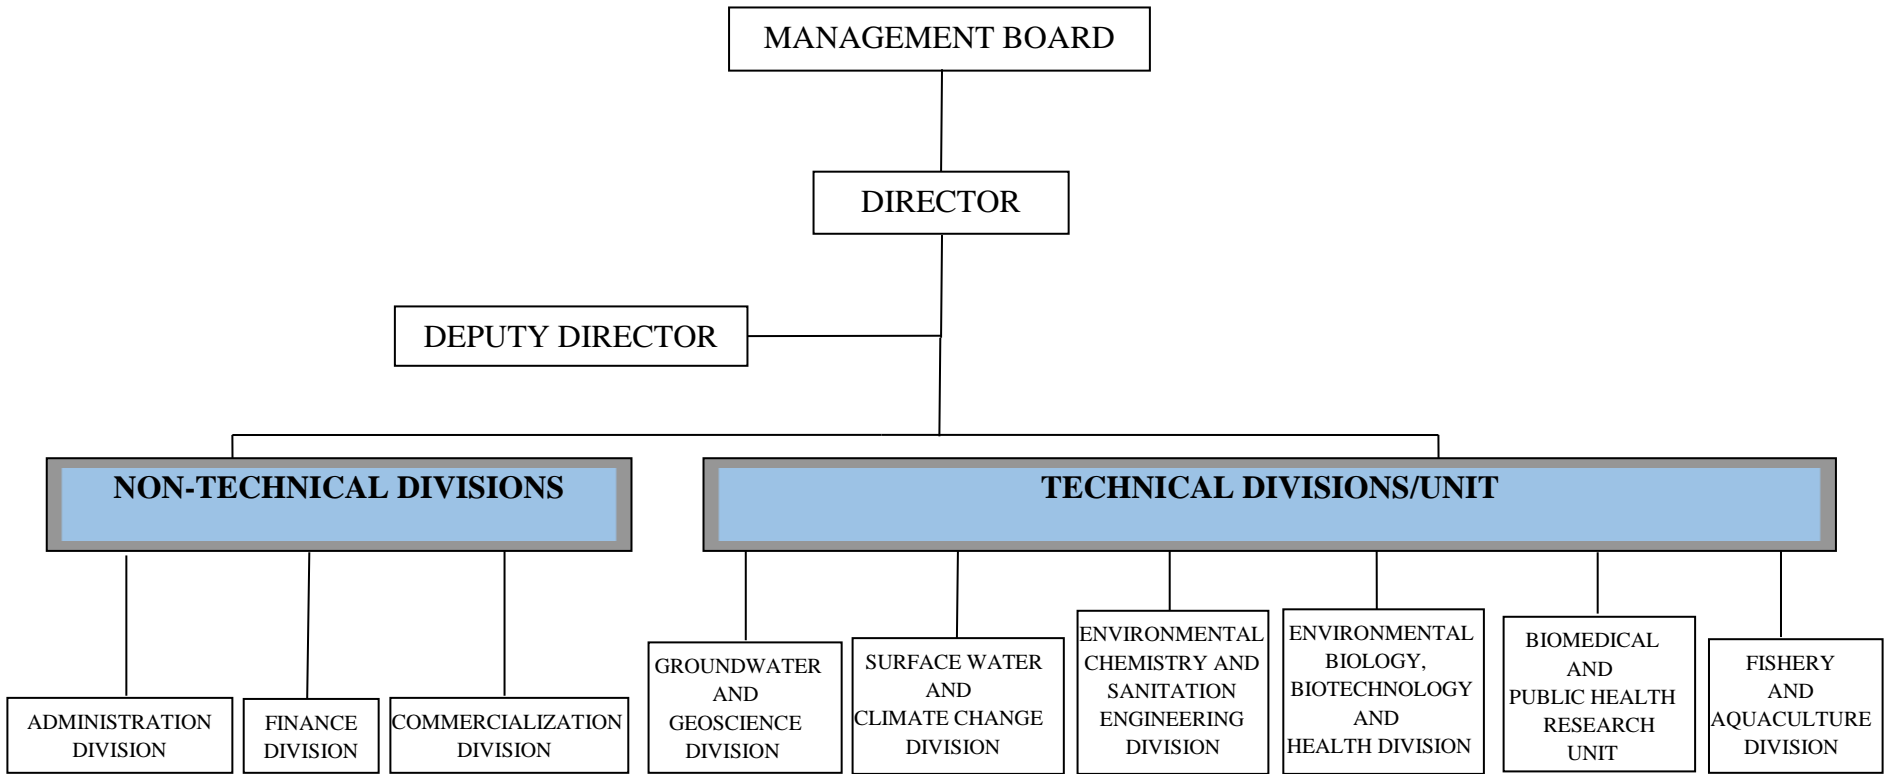 MANAGEMENT BOARD
DIRECTOR
DEPUTY DIRECTOR
NON-TECHNICAL DIVISIONS
TECHNICAL DIVISIONS/UNIT
ADMINISTRATION
DIVISION
FINANCE
DIVISION
COMMERCIALIZATION
DIVISION
GROUNDWATER
AND
GEOSCIENCE
DIVISION
SURFACE WATER
AND
CLIMATE CHANGE
DIVISION
ENVIRONMENTAL
CHEMISTRY AND
SANITATION
ENGINEERING
DIVISION
ENVIRONMENTAL
BIOLOGY,
BIOTECHNOLOGY
AND
HEALTH DIVISION
BIOMEDICAL
AND
PUBLIC HEALTH
RESEARCH
UNIT
FISHERY
AND
AQUACULTURE
DIVISION